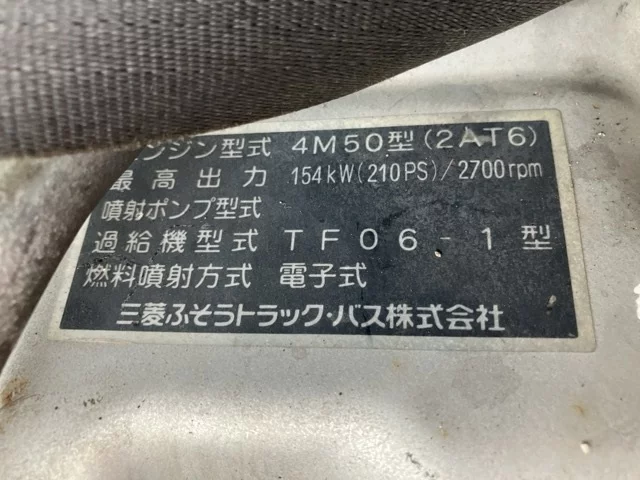 ンジン型式 4M50型(2AT6)
最高出力 154kW(210PS)/2700rpm
噴射ポンプ型式
過給機型式 TF06-1型
燃料噴射方式 電子式
三菱ふそうトラック・バス株式会社